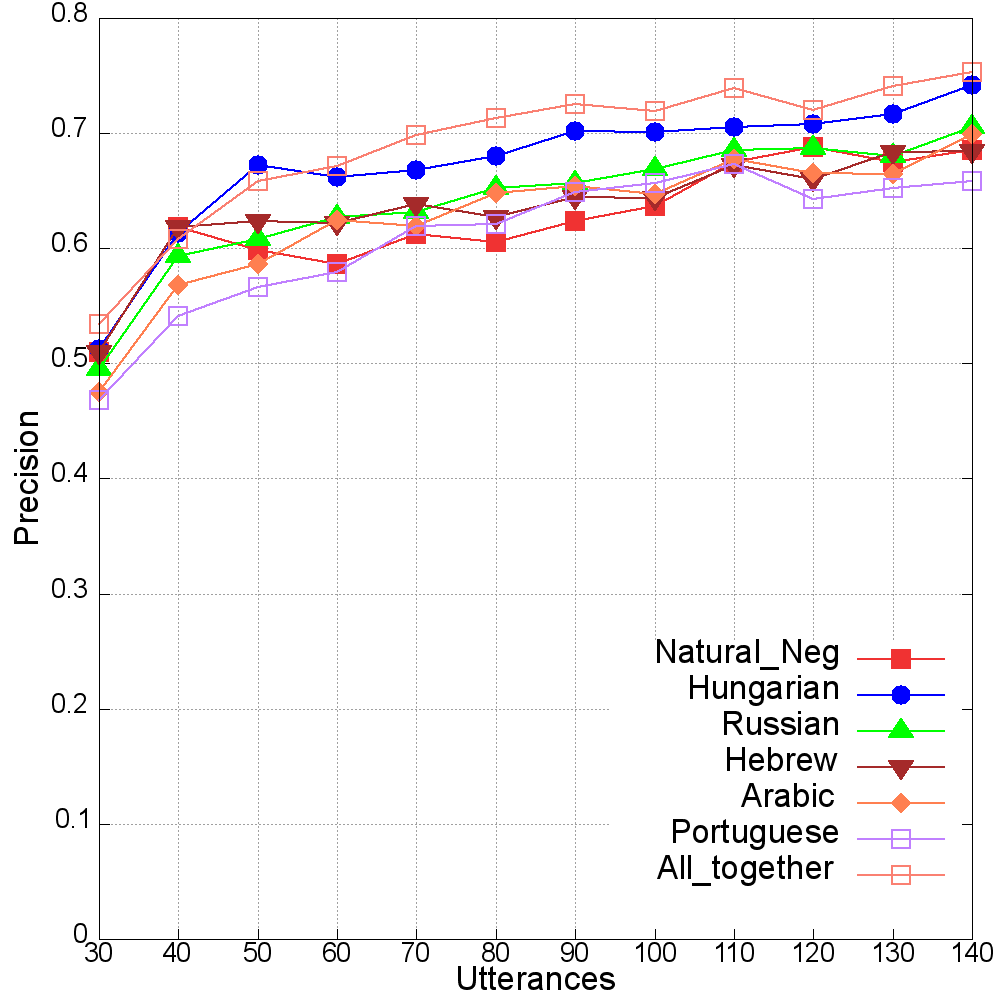 0.8
0.7
0.6
0.5
0.4
0.3
0.2
0.1
0
Precision
Natural_Neg
Hungarian
Russian
Hebrew
Arabic
Portuguese
All_together
30 40 50 60 70 80 90 100 110 120 130 140
Utterances